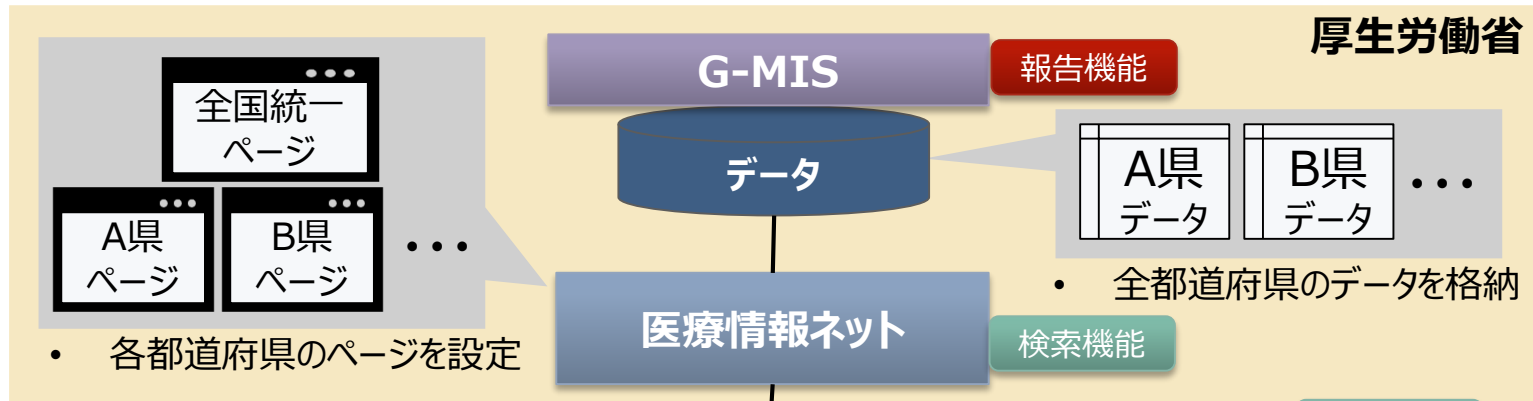 厚生労働省
G-MIS
報告機能
全国統一
ページ
A県
ページ
B県
ページ
・・・
• 各都道府県のページを設定
データ
A県
データ
B県
データ
・・・
• 全都道府県のデータを格納
医療情報ネット
検索機能